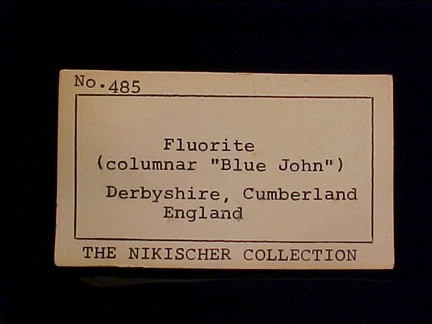 No.485
Fluorite
(columnar "Blue John")
Derbyshire, Cumberland
England
THE NIKISCHER COLLECTION